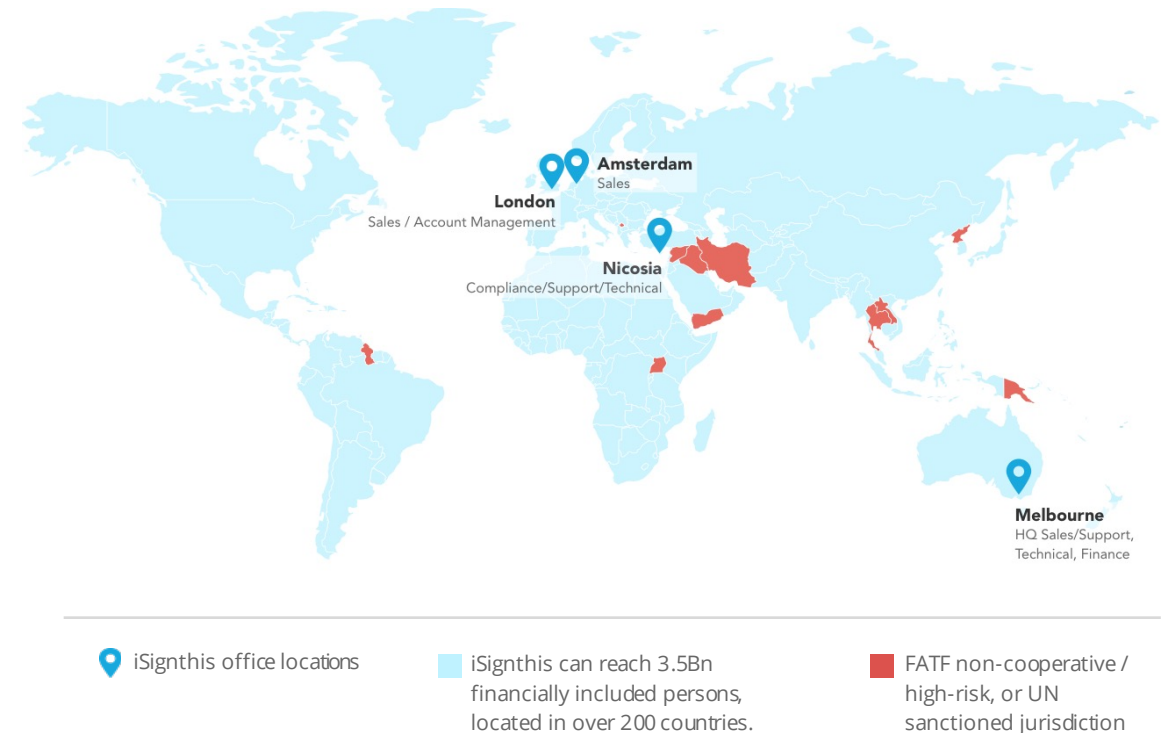 Amsterdam
Sales
London
Sales / Account Management
Nicosia
Compliance/Support/Technical
Melbourne
HQ Sales/Support,
Technical, Finance
iSignthis office locations
iSignthis can reach 3.5Bn
financially included persons,
located in over 200 countries.
FATF non-cooperative /
high-risk, or UN
sanctioned jurisdiction